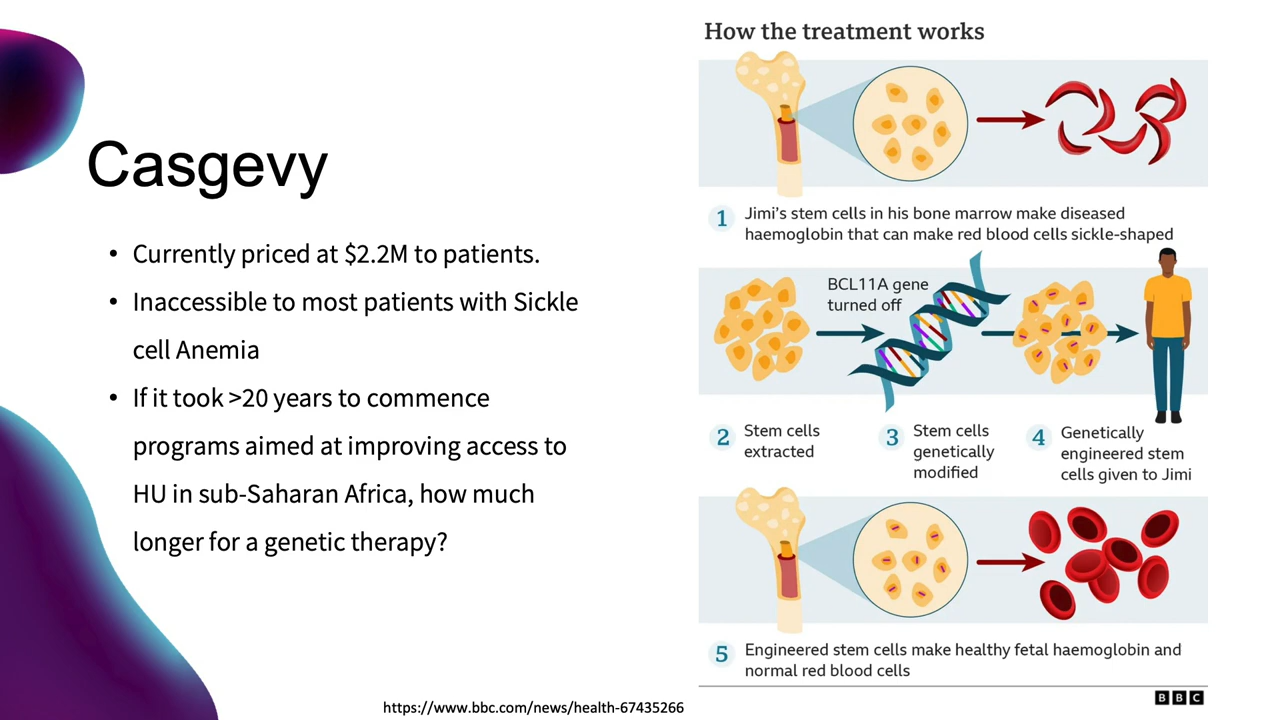 Casgevy
• Currently priced at $2.2M to patients.
• Inaccessible to most patients with Sickle
cell Anemia
• If it took >20 years to commence
programs aimed at improving access to
HU in sub-Saharan Africa, how much
longer for a genetic therapy?
How the treatment works
1 Jimi's stem cells in his bone marrow make diseased
haemoglobin that can make red blood cells sickle-shaped
BCL11A gene
turned off
2 Stem cells
extracted
3 Stem cells
genetically
modified
4 Genetically
engineered stem
cells given to Jimi
5 Engineered stem cells make healthy fetal haemoglobin and
normal red blood cells
BBC
https://www.bbc.com/news/health-67435266